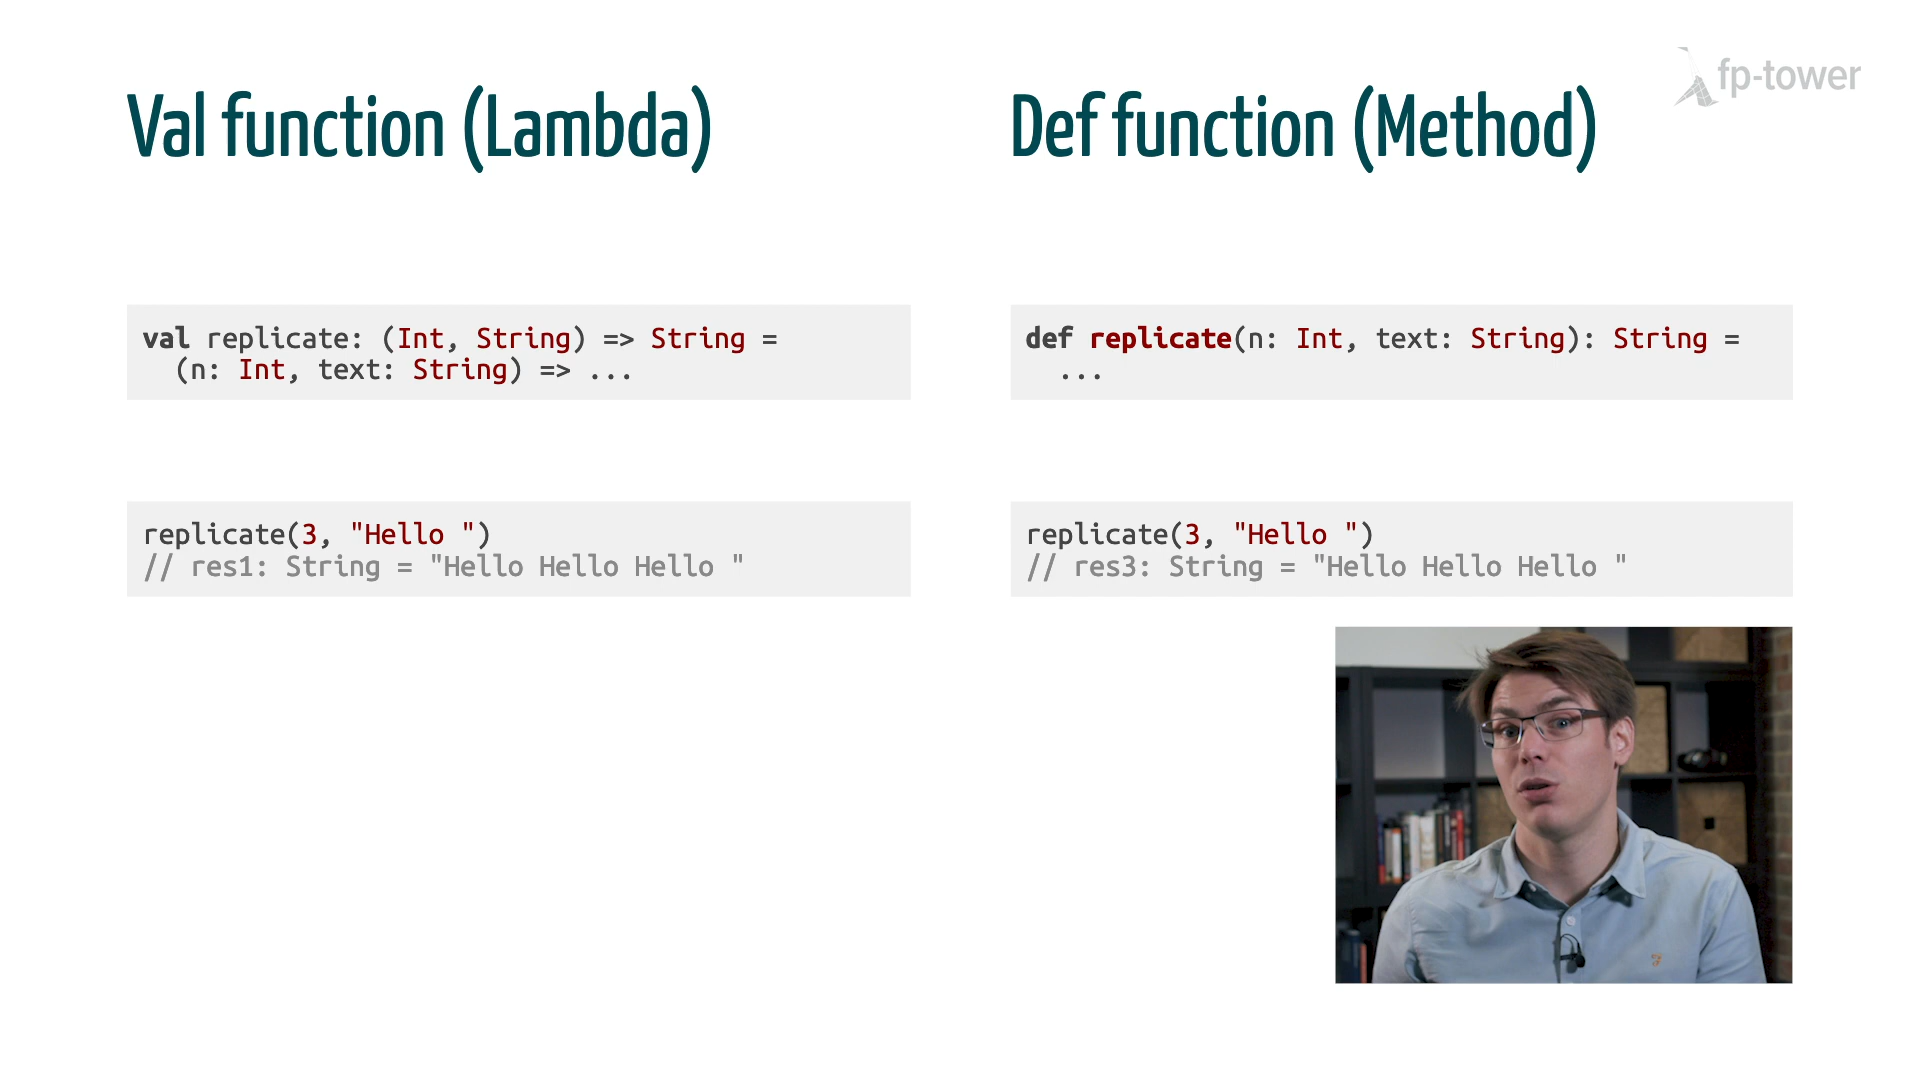 Val function (Lambda)
Def function (Method)
fp-tower
val replicate: (Int, String) => String =
  (n: Int, text: String) => ...
def replicate(n: Int, text: String): String =
  ...
replicate(3, "Hello ")
// res1: String = "Hello Hello Hello "
replicate(3, "Hello ")
// res3: String = "Hello Hello Hello "